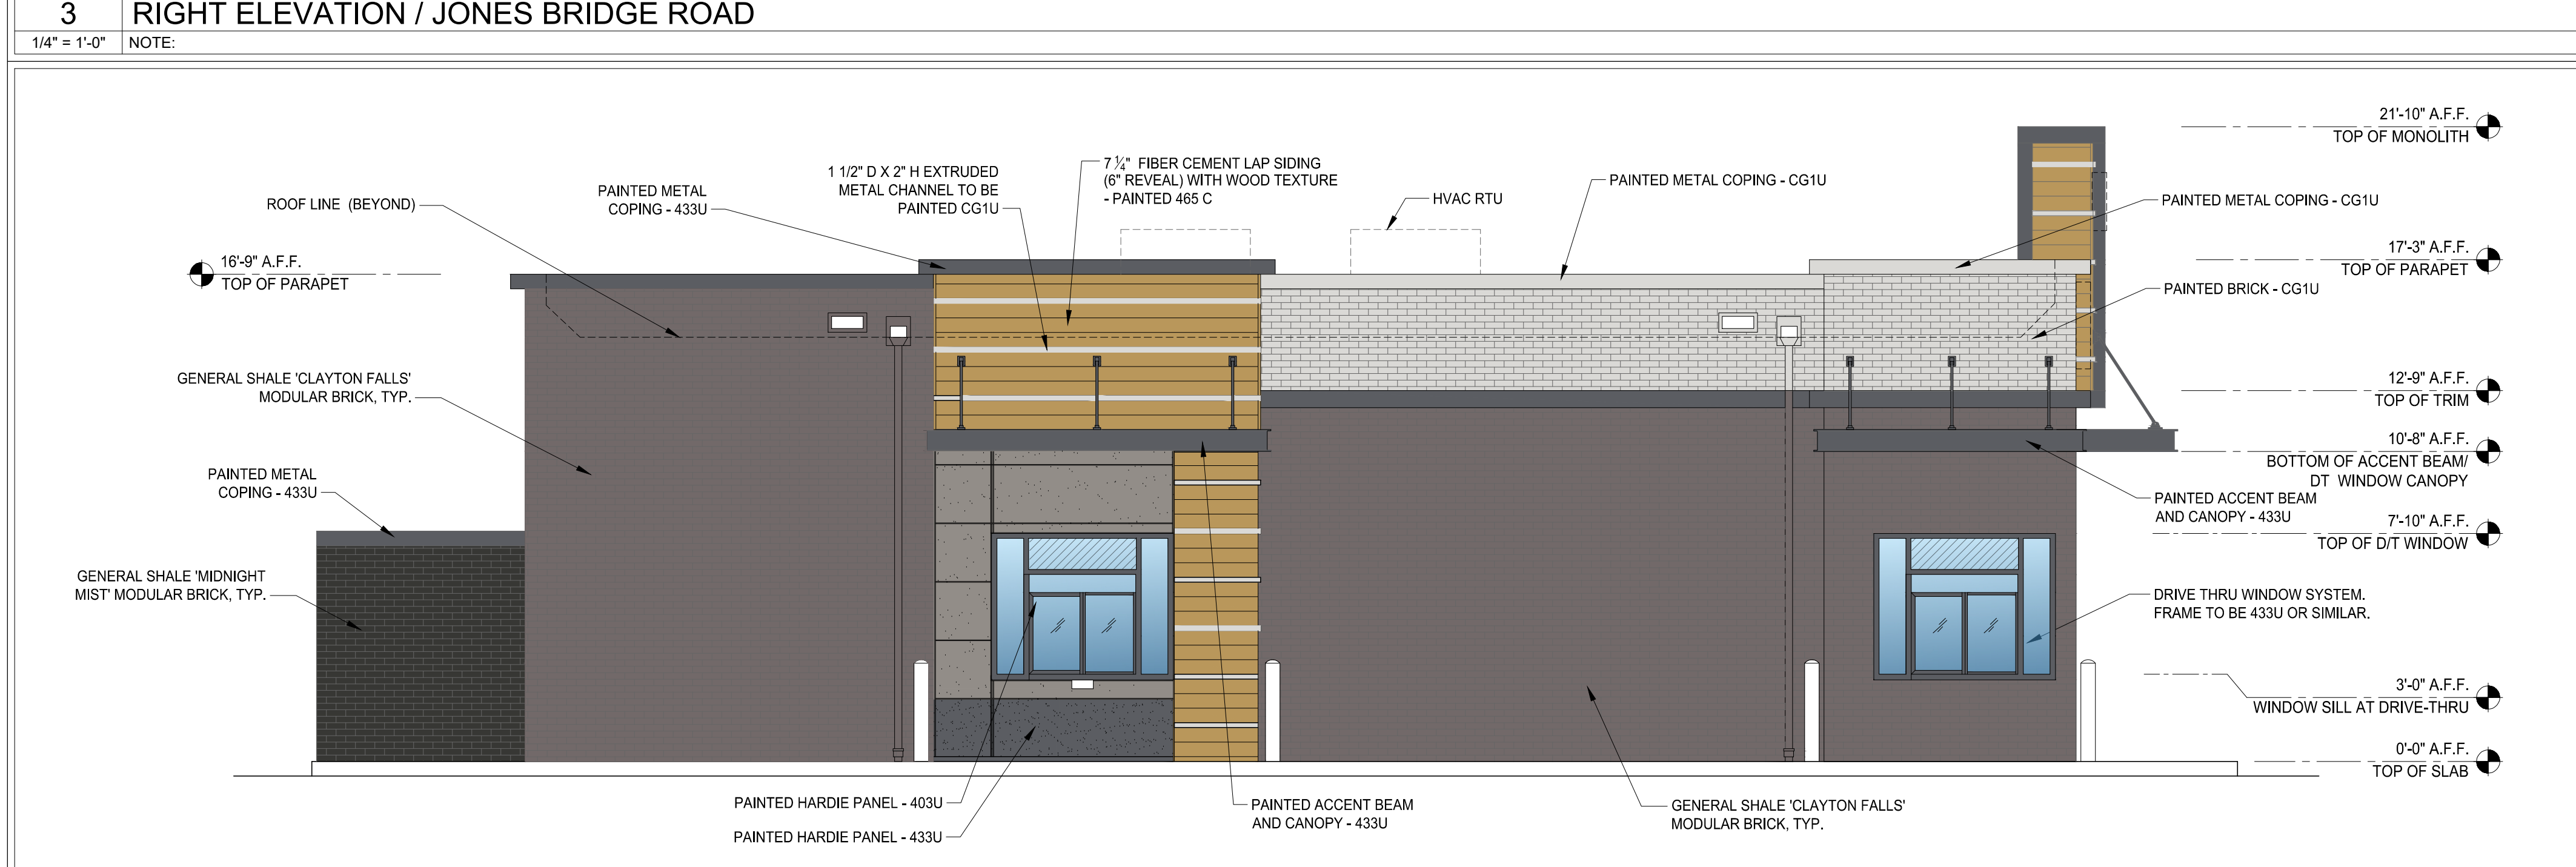 3
RIGHT ELEVATION / JONES BRIDGE ROAD
1/4" = 1'-0"
NOTE:
ROOF LINE (BEYOND)
16'-9" A.F.F.
TOP OF PARAPET
GENERAL SHALE 'CLAYTON FALLS'
MODULAR BRICK, TYP.
PAINTED METAL
COPING - 433U
GENERAL SHALE 'MIDNIGHT
MIST' MODULAR BRICK, TYP.
PAINTED METAL
COPING - 433U
1 1/2" D X 2" H EXTRUDED
METAL CHANNEL TO BE
PAINTED CG1U
7 ¼" FIBER CEMENT LAP SIDING
(6" REVEAL) WITH WOOD TEXTURE
- PAINTED 465 C
HVAC RTU
PAINTED METAL COPING - CG1U
21'-10" A.F.F.
TOP OF MONOLITH
PAINTED METAL COPING - CG1U
17'-3" A.F.F.
TOP OF PARAPET
PAINTED BRICK - CG1U
12'-9" A.F.F.
TOP OF TRIM
10'-8" A.F.F.
BOTTOM OF ACCENT BEAM/
DT WINDOW CANOPY
PAINTED ACCENT BEAM
AND CANOPY - 433U
7'-10" A.F.F.
TOP OF D/T WINDOW
DRIVE THRU WINDOW SYSTEM.
FRAME TO BE 433U OR SIMILAR.
3'-0" A.F.F.
WINDOW SILL AT DRIVE-THRU
0'-0" A.F.F.
TOP OF SLAB
PAINTED HARDIE PANEL - 403U
PAINTED HARDIE PANEL - 433U
PAINTED ACCENT BEAM
AND CANOPY - 433U
GENERAL SHALE 'CLAYTON FALLS'
MODULAR BRICK, TYP.